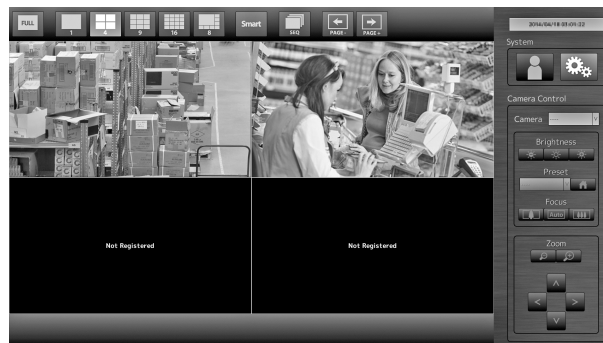 FULL
1
4
9
16
8
Smart
SEQ
PAGE-
PAGE+
2014/04/18 03:01:02
System
Camera Control
Camera ---
Brightness
Preset
Focus
Auto
Zoom
Not Registered
Not Registered